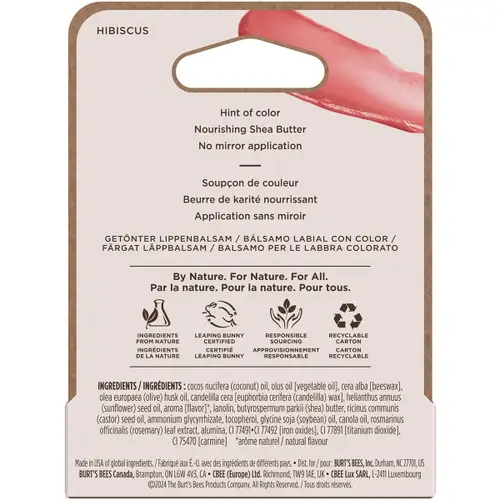 HIBISCUS
Hint of color
Nourishing Shea Butter
No mirror application
Soupçon de couleur
Beurre de karité nourrissant
Application sans miroir
GETÖNTER LIPPENBALSAM / BÁLSAMO LABIAL CON COLOR /
FÄRGAT LÄPPBALSAM / BALSAMO PER LE LABBRA COLORATO
By Nature. For Nature. For All.
Par la nature. Pour la nature. Pour tous.
INGREDIENTS FROM NATURE
INGRÉDIENTS DE LA NATURE
LEAPING BUNNY CERTIFIED
CERTIFIÉ LEAPING BUNNY
RESPONSIBLE SOURCING
APPROVISIONNEMENT RESPONSABLE
RECYCLABLE CARTON
CARTON RECYCLABLE
INGREDIENTS / INGRÉDIENTS: cocos nucifera (coconut) oil, olus oil [vegetable oil], cera alba [beeswax],
olea europaea (olive) husk oil, candelilla cera [euphorbia cerifera (candelilla) wax], helianthus annuus
(sunflower) seed oil, aroma [flavor]*, lanolin, butyrospermum parkii (shea) butter, ricinus communis
(castor) seed oil, ammonium glycyrrhizate, tocopherol, glycine soja (soybean) oil, canola oil, rosmarinus
officinalis (rosemary) leaf extract, alumina, CI 77491•CI 77492 [iron oxides], CI 77891 [titanium dioxide],
CI 75470 [carmine] *arôme naturel / natural flavour
Made in USA of global ingredients. / Fabriqué aux É.-U. avec des ingrédients de différents pays. • Dist. for / pour: BURT'S BEES, Inc. Durham, NC 27701, US
BURT'S BEES Canada, Brampton, ON L6W 4V3, CA • CBEE (Europe) Ltd. Richmond, TW9 1AE, UK • CBEE Lux SARL, L-2411 Luxembourg
©2024 The Burt's Bees Products Company